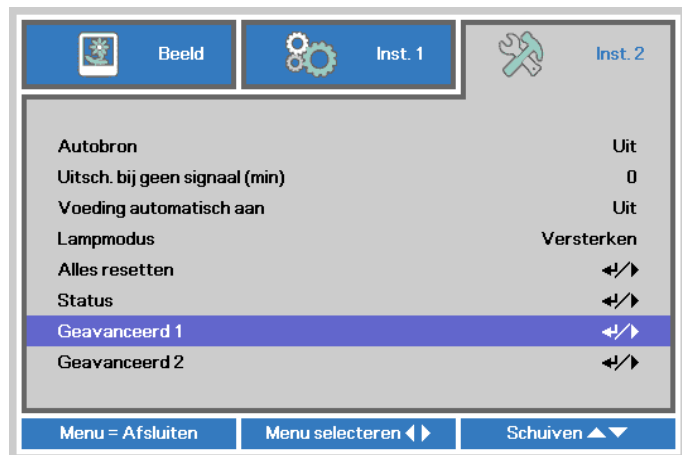 Beeld Inst. 1 Inst. 2
Autobron Uit
Uitsch. bij geen signaal (min) 0
Voeding automatisch aan Uit
Lampmodus Versterken
Alles resetten ↵/▶
Status ↵/▶
Geavanceerd 1 ↵/▶
Geavanceerd 2 ↵/▶
Menu = Afsluiten Menu selecteren ◀▶ Schuiven ▲▼